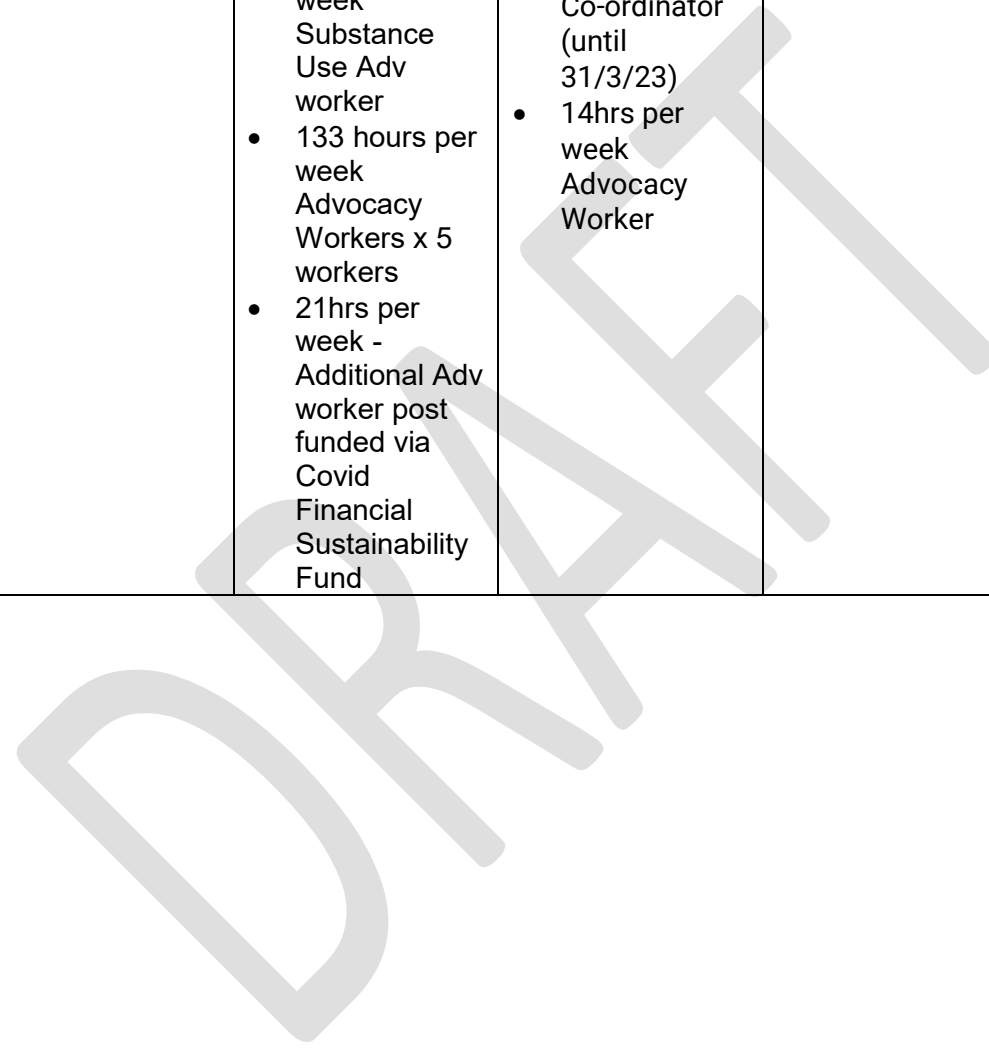 week
Substance
Use Adv
worker
• 133 hours per
week
Advocacy
Workers x 5
workers
• 21hrs per
week -
Additional Adv
worker post
funded via
Covid
Financial
Sustainability
Fund
Co-ordinator
(until
31/3/23)
• 14hrs per
week
Advocacy
Worker
DRAFT